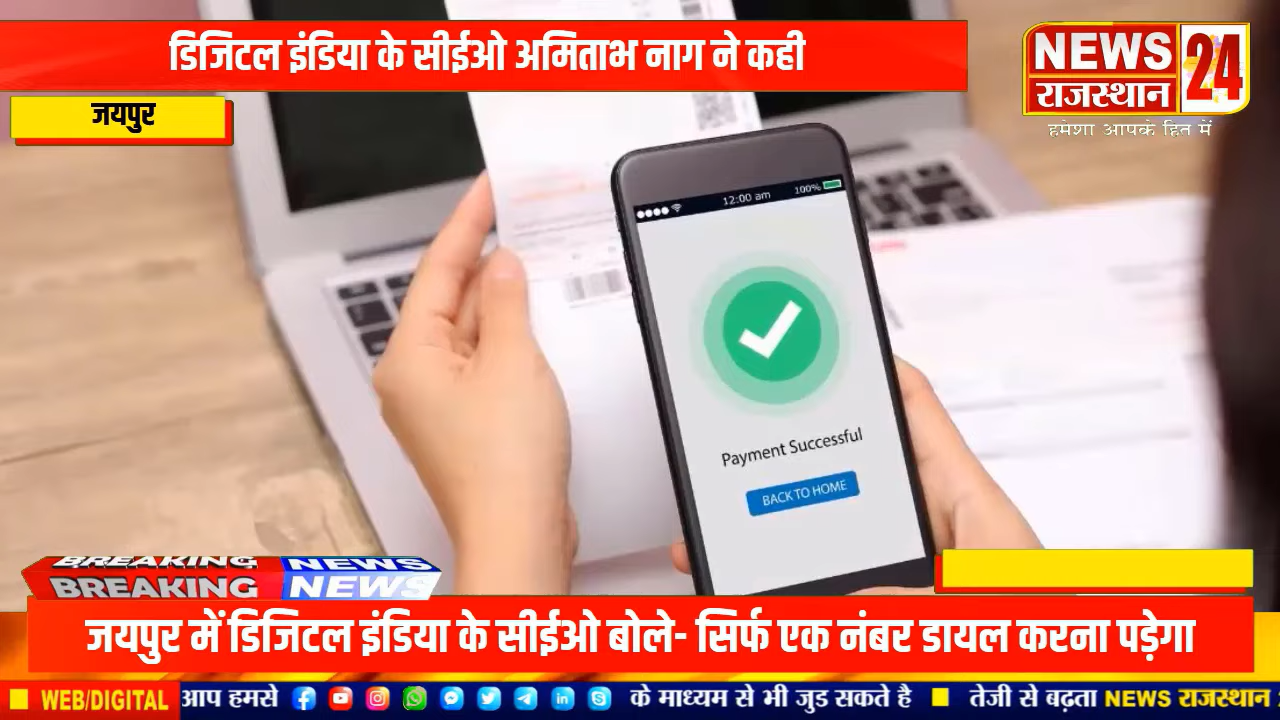 डिजिटल इंडिया के सीईओ अमिताभ नाग ने कही
NEWS 24
राजस्थान
हमेशा आपके हित में
जयपुर
12:00 am
100%
Payment Successful
BACK TO HOME
BREAKING NEWS
BREAKING NEWS
जयपुर में डिजिटल इंडिया के सीईओ बोले- सिर्फ एक नंबर डायल करना पड़ेगा
WEB/DIGITAL आप हमसे के माध्यम से भी जुड सकते है तेजी से बढ़ता NEWS राजस्थान